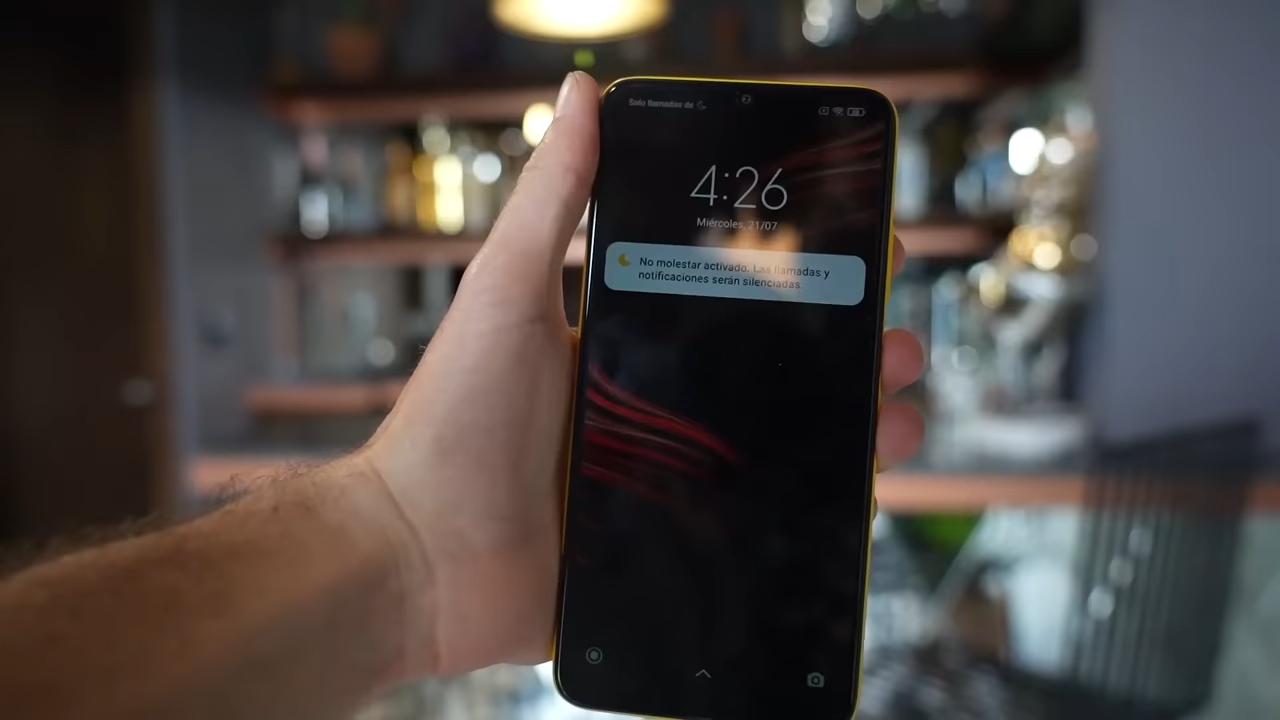 Solo llamadas de
4:26
Miércoles, 21/07
No molestar activado. Las llamadas y
notificaciones serán silenciadas.